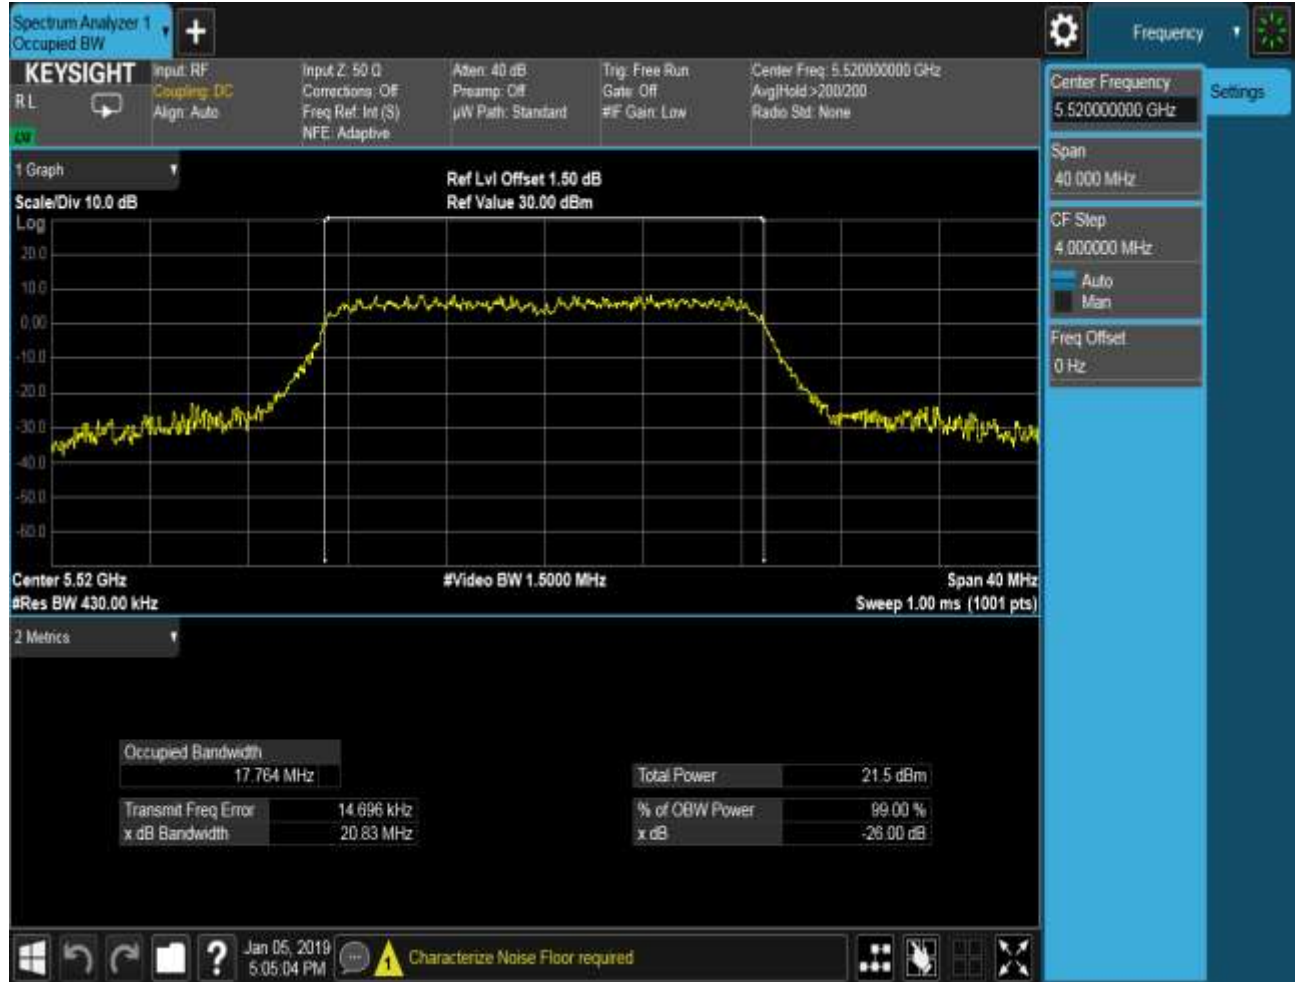 Spectrum Analyzer 1
Occupied BW
Frequency
KEYSIGHT
RL
Input: RF
Coupling: DC
Align: Auto
Input Z: 50 Ω
Corrections: Off
Freq Ref: Int (S)
NFE: Adaptive
Atten: 40 dB
Preamp: Off
µW Path: Standard
Trig: Free Run
Gate: Off
#IF Gain: Low
Center Freq: 5.520000000 GHz
Avg|Hold:>200/200
Radio Std: None
Center Frequency
5.520000000 GHz
Settings
Span
40.000 MHz
CF Step
4.000000 MHz
Auto
Man
Freq Offset
0 Hz
1 Graph
Scale/Div 10.0 dB
Ref Lvl Offset 1.50 dB
Ref Value 30.00 dBm
Log
20.0
10.0
0.00
-10.0
-20.0
-30.0
-40.0
-50.0
-60.0
Center 5.52 GHz
#Res BW 430.00 kHz
#Video BW 1.5000 MHz
Span 40 MHz
Sweep 1.00 ms (1001 pts)
2 Metrics
Occupied Bandwidth
17.764 MHz
Transmit Freq Error 14.696 kHz
x dB Bandwidth 20.83 MHz
Total Power 21.5 dBm
% of OBW Power 99.00 %
x dB -26.00 dB
Jan 05, 2019
5:05:04 PM
1
Characterize Noise Floor required